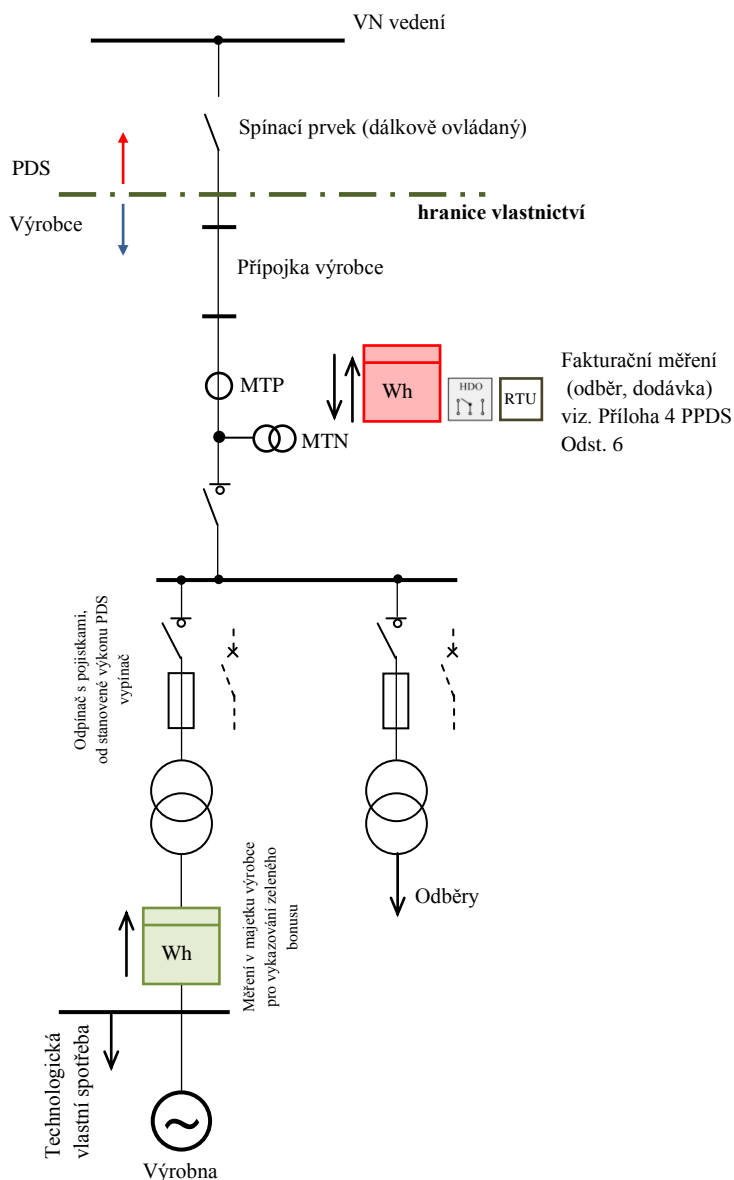 VN vedení
Spínací prvek (dálkově ovládaný)
PDS
hranice vlastnictví
Výrobce
Přípojka výrobce
MTP
Wh
HDO
RTU
Fakturační měření
(odběr, dodávka)
viz. Příloha 4 PPDS
Odst. 6
MTN
Odpínač s pojistkami,
od stanovené výkonu PDS
vypínač
Odběry
Wh
Měření v majetku výrobce
pro vykazování zeleného
bonusu
Technologická
vlastní spotřeba
~
Výrobna